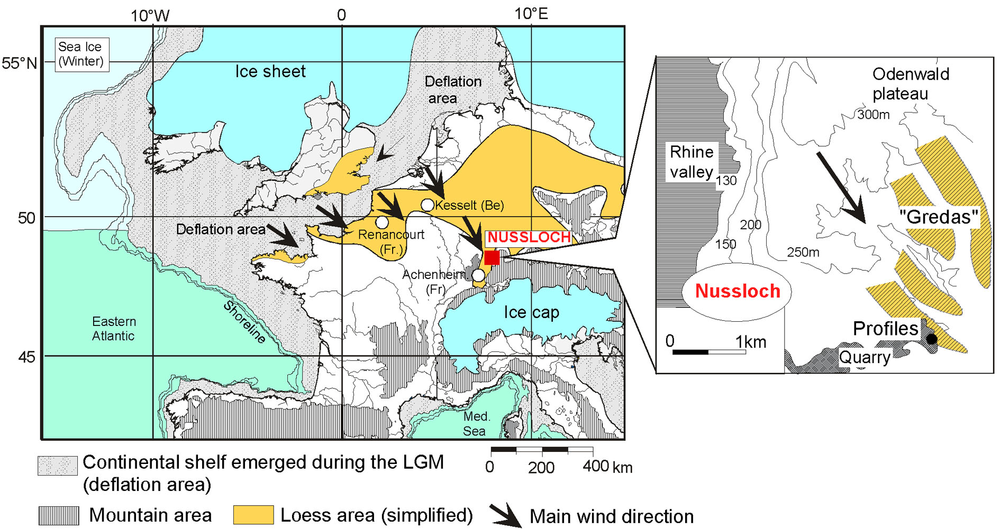 10°W
0
10°E
55°N
50
45
Sea Ice
(Winter)
Ice sheet
Deflation
area
Kesselt (Be)
Renancourt
(Fr.)
Deflation area
NUSSLOCH
Achenheim
(Fr)
Ice cap
Eastern
Atlantic
Shoreline
Med.
Sea
Odenwald
plateau
300m
Rhine
valley
130
"Gredas"
200
150
250m
Nussloch
Profiles
Quarry
0
1km
Continental shelf emerged during the LGM
(deflation area)
0
200
400 km
Mountain area
Loess area (simplified)
Main wind direction